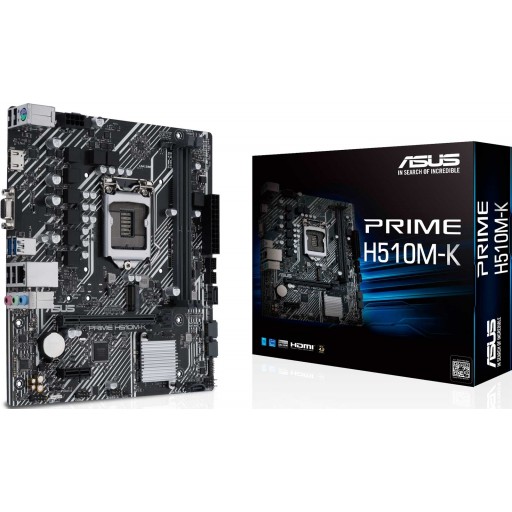 ASUS
PRIME H510M-K
ASUS
IN SEARCH OF INCREDIBLE
PRIME
H510M-K
HDMI
PRIME
H510M-K
ASUS
IN SEARCH OF INCREDIBLE